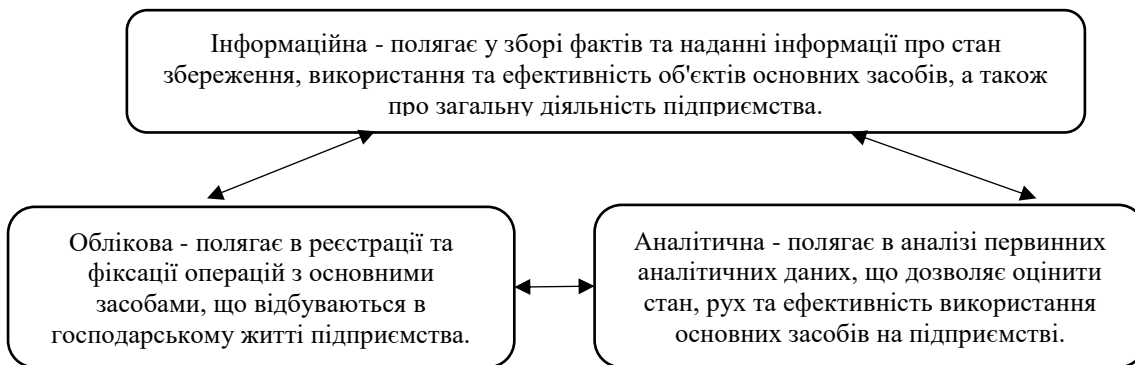 Інформаційна - полягає у зборі фактів та наданні інформації про стан
збереження, використання та ефективність об'єктів основних засобів, а також
про загальну діяльність підприємства.
Облікова - полягає в реєстрації та
фіксації операцій з основними
засобами, що відбуваються в
господарському житті підприємства.
Аналітична - полягає в аналізі первинних
аналітичних даних, що дозволяє оцінити
стан, рух та ефективність використання
основних засобів на підприємстві.